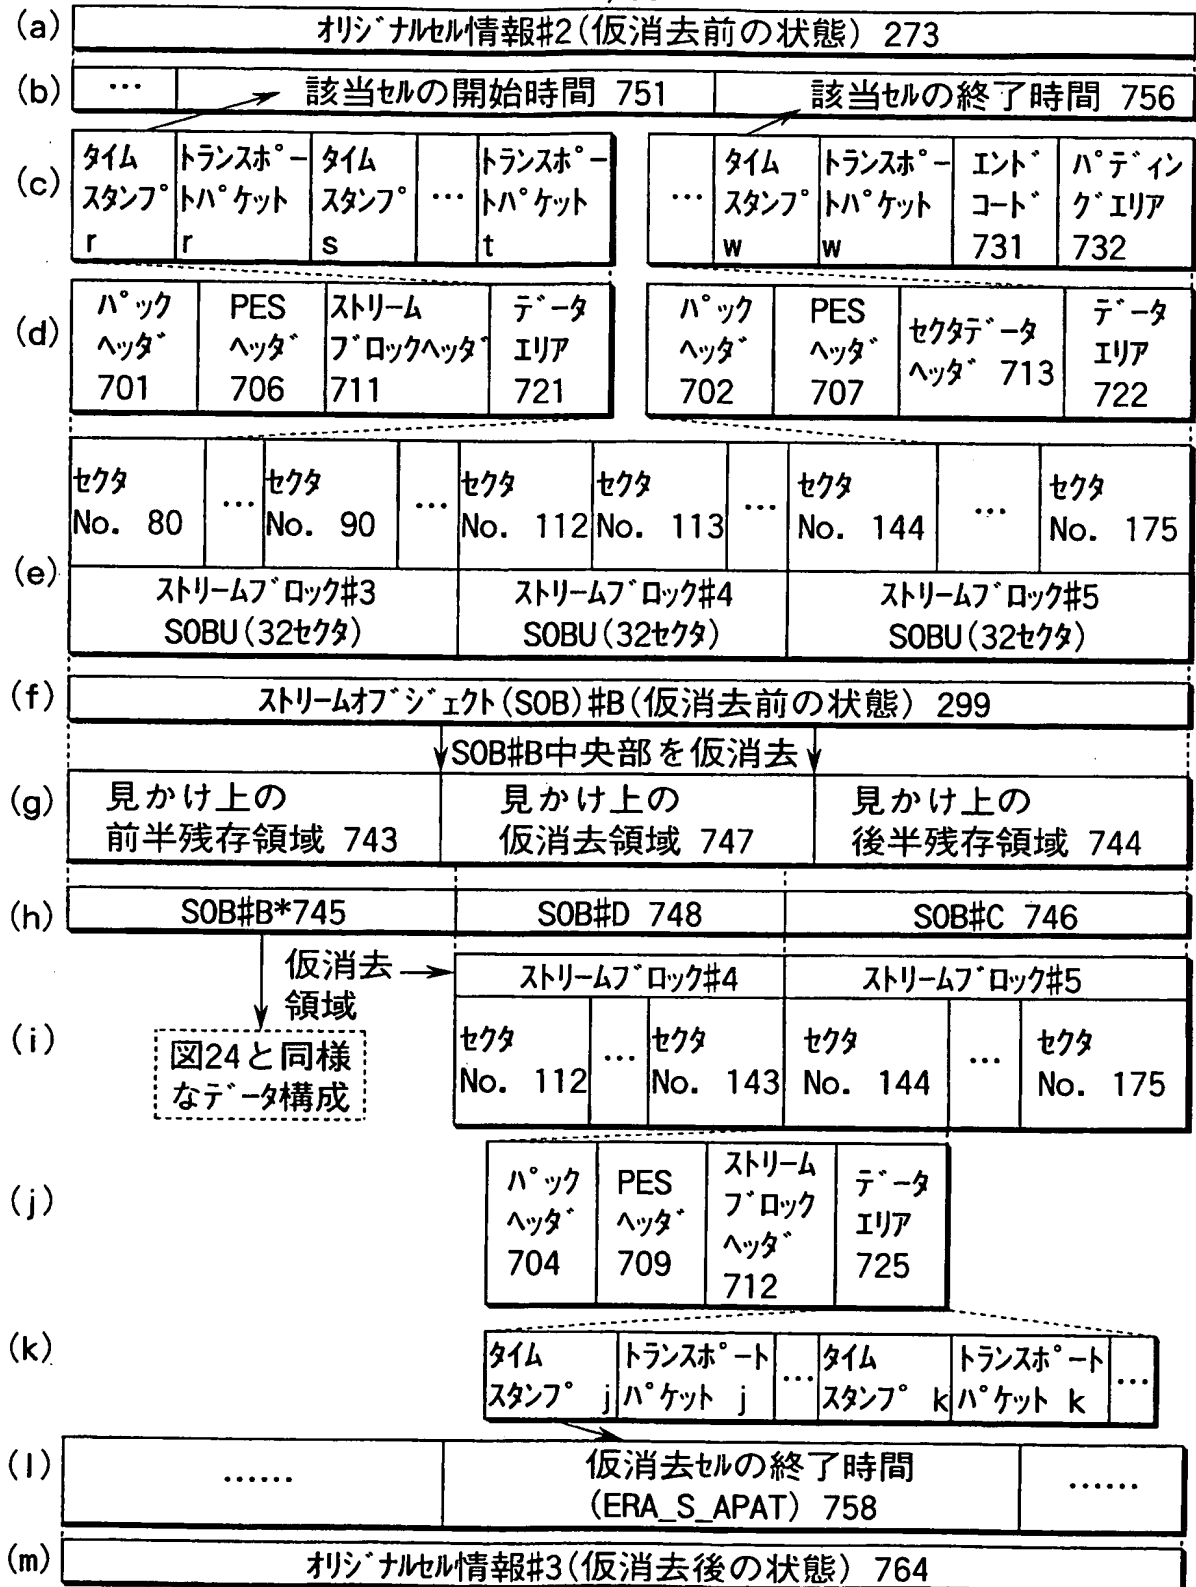 (a) オリジナルセル情報#2(仮消去前の状態) 273
(b) … 該当セルの開始時間 751 該当セルの終了時間 756
(c)
タイム
スタンプ
r
トランスポー
トパケット
r
タイム
スタンプ
s
…
トランスポー
トパケット
t
…
タイム
スタンプ
w
トランスポー
トパケット
w
エンド
コード
731
パディン
グエリア
732
(d)
パック
ヘッダ
701
PES
ヘッダ
706
ストリーム
ブロックヘッダ
711
データ
エリア
721
パック
ヘッダ
702
PES
ヘッダ
707
セクタデータ
ヘッダ 713
データ
エリア
722
(e)
セクタ
No. 80
…
セクタ
No. 90
…
セクタ
No. 112
セクタ
No. 113
…
セクタ
No. 144
…
セクタ
No. 175
ストリームブロック#3
SOBU(32セクタ)
ストリームブロック#4
SOBU(32セクタ)
ストリームブロック#5
SOBU(32セクタ)
(f) ストリームオブジェクト(SOB)#B(仮消去前の状態) 299
SOB#B中央部を仮消去
(g)
見かけ上の
前半残存領域 743
見かけ上の
仮消去領域 747
見かけ上の
後半残存領域 744
(h) SOB#B*745 SOB#D 748 SOB#C 746
仮消去
領域
図24と同様
なデータ構成
(i)
ストリームブロック#4
ストリームブロック#5
セクタ
No. 112
…
セクタ
No. 143
セクタ
No. 144
…
セクタ
No. 175
(j)
パック
ヘッダ
704
PES
ヘッダ
709
ストリーム
ブロック
ヘッダ
712
データ
エリア
725
(k)
タイム
スタンプ j
トランスポート
パケット j
…
タイム
スタンプ k
トランスポート
パケット k
…
(l)
……
仮消去セルの終了時間
(ERA_S_APAT) 758
……
(m) オリジナルセル情報#3(仮消去後の状態) 764